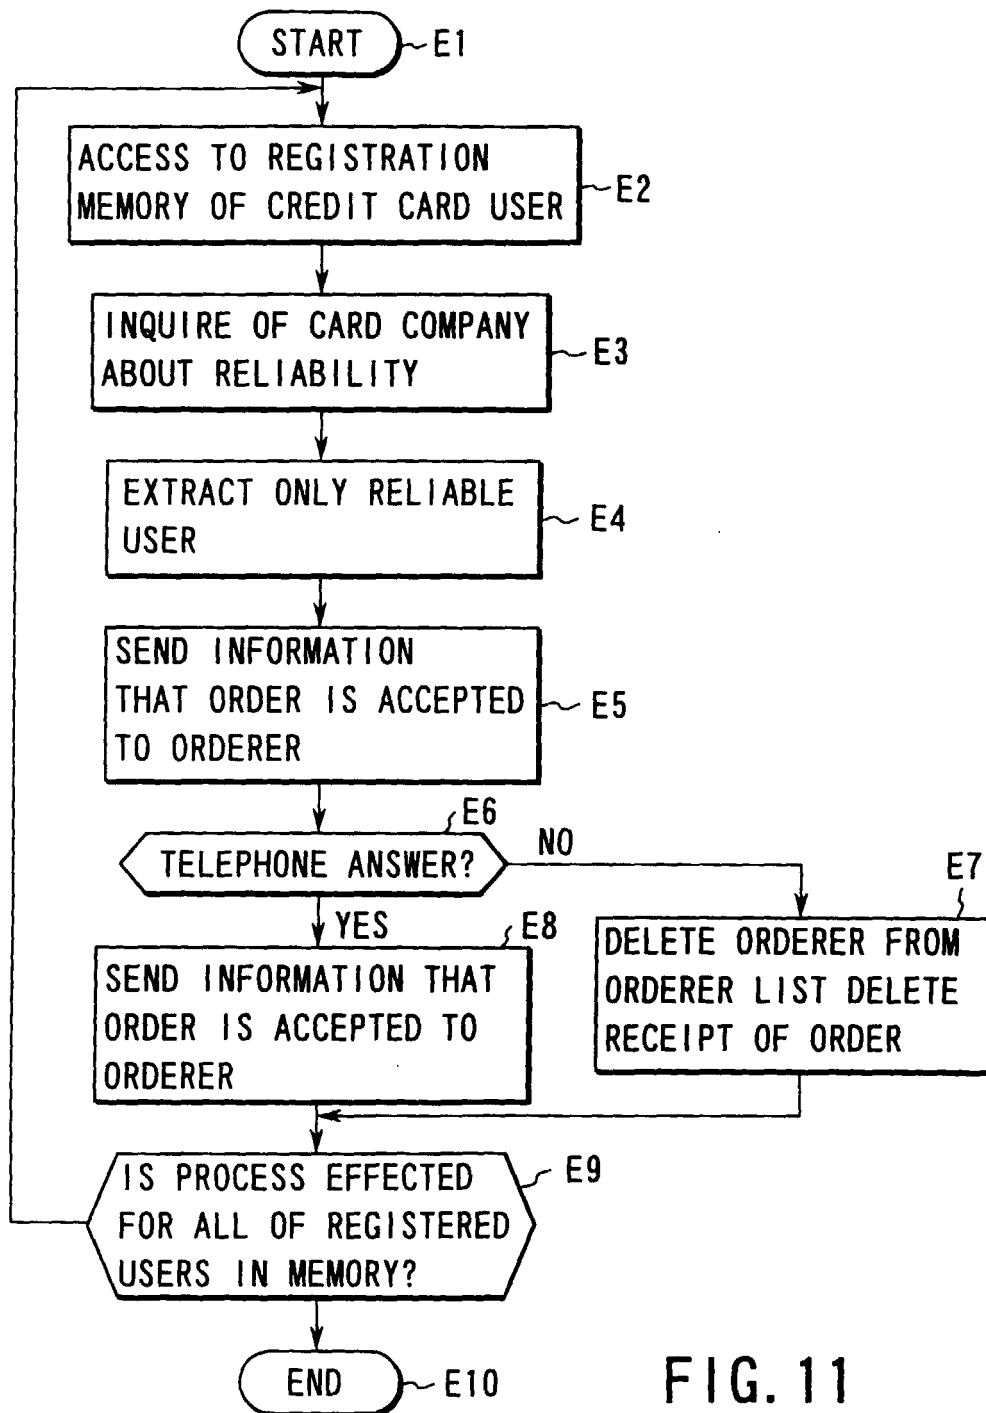 START
E1
ACCESS TO REGISTRATION
MEMORY OF CREDIT CARD USER
E2
INQUIRE OF CARD COMPANY
ABOUT RELIABILITY
E3
EXTRACT ONLY RELIABLE
USER
E4
SEND INFORMATION
THAT ORDER IS ACCEPTED
TO ORDERER
E5
E6
TELEPHONE ANSWER?
NO
E7
YES
DELETE ORDERER FROM
ORDERER LIST DELETE
RECEIPT OF ORDER
E8
SEND INFORMATION THAT
ORDER IS ACCEPTED TO
ORDERER
IS PROCESS EFFECTED
FOR ALL OF REGISTERED
USERS IN MEMORY?
E9
END
E10
FIG. 11